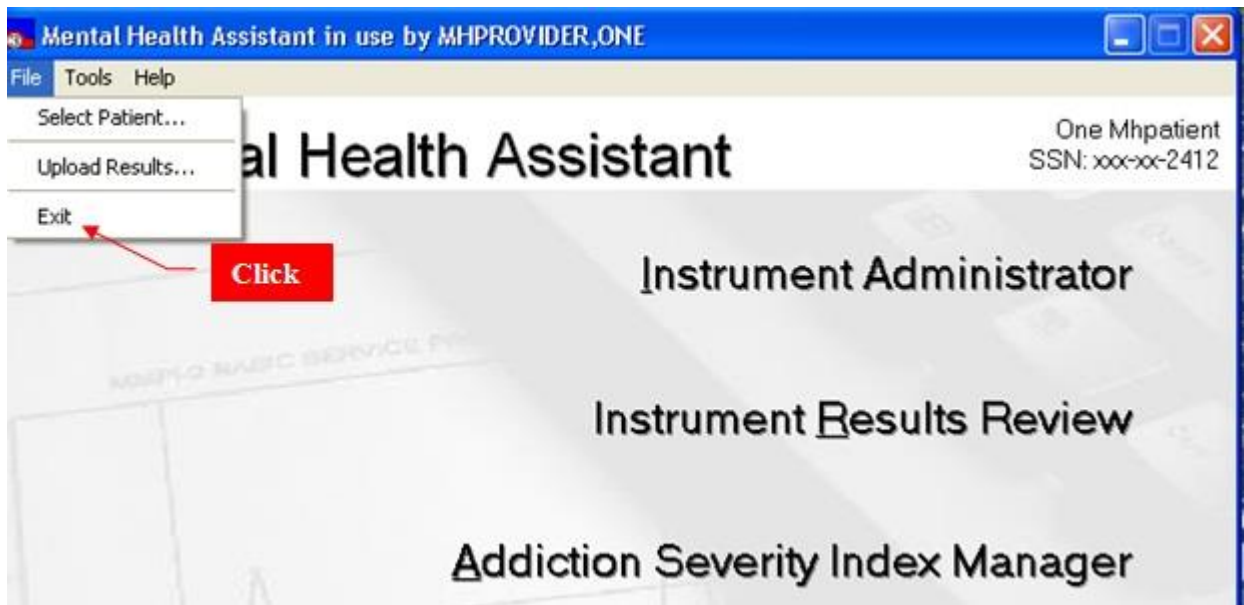 Mental Health Assistant in use by MHPROVIDER,ONE
File Tools Help
Select Patient...
Upload Results...
Exit
al Health Assistant
One Mhpatient
SSN: xxx-xx-2412
Click
Instrument Administrator
Instrument Results Review
Addiction Severity Index Manager